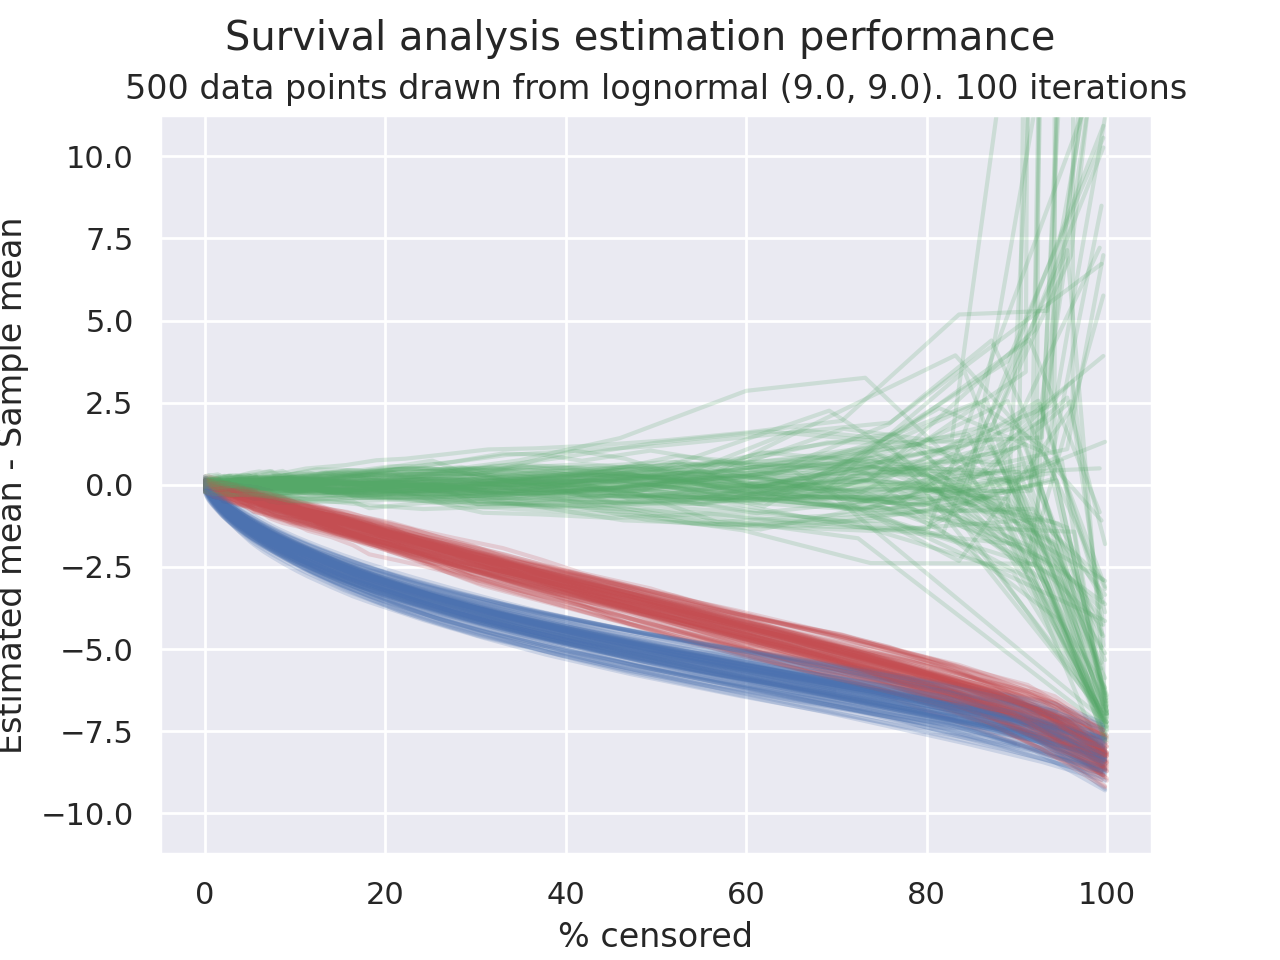 Survival analysis estimation performance
500 data points drawn from lognormal (9.0, 9.0). 100 iterations
Estimated mean - Sample mean
10.0
7.5
5.0
2.5
0.0
−2.5
−5.0
−7.5
−10.0
0 20 40 60 80 100
% censored